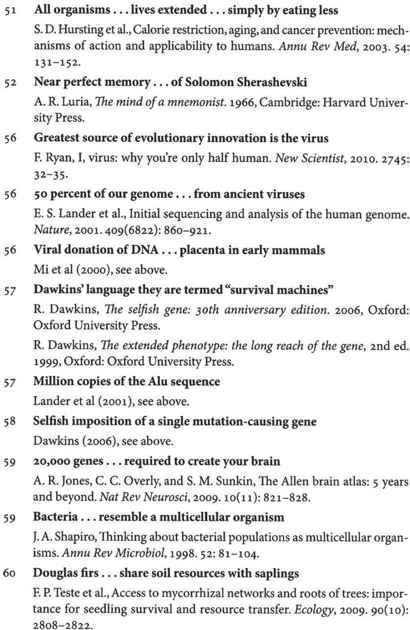 51 All organisms . . . lives extended . . . simply by eating less
S. D. Hursting et al., Calorie restriction, aging, and cancer prevention: mech-
anisms of action and applicability to humans. Annu Rev Med, 2003. 54:
131–152.
52 Near perfect memory . . . of Solomon Sherashevski
A. R. Luria, The mind of a mnemonist. 1966, Cambridge: Harvard Univer-
sity Press.
56 Greatest source of evolutionary innovation is the virus
F. Ryan, I, virus: why you're only half human. New Scientist, 2010. 2745:
32–35.
56 50 percent of our genome . . . from ancient viruses
E. S. Lander et al., Initial sequencing and analysis of the human genome.
Nature, 2001. 409(6822): 860–921.
56 Viral donation of DNA . . . placenta in early mammals
Mi et al (2000), see above.
57 Dawkins' language they are termed "survival machines"
R. Dawkins, The selfish gene: 30th anniversary edition. 2006, Oxford:
Oxford University Press.
R. Dawkins, The extended phenotype: the long reach of the gene, 2nd ed.
1999, Oxford: Oxford University Press.
57 Million copies of the Alu sequence
Lander et al (2001), see above.
58 Selfish imposition of a single mutation-causing gene
Dawkins (2006), see above.
59 20,000 genes . . . required to create your brain
A. R. Jones, C. C. Overly, and S. M. Sunkin, The Allen brain atlas: 5 years
and beyond. Nat Rev Neurosci, 2009. 10(11): 821–828.
59 Bacteria . . . resemble a multicellular organism
J. A. Shapiro, Thinking about bacterial populations as multicellular organ-
isms. Annu Rev Microbiol, 1998. 52: 81–104.
60 Douglas firs . . . share soil resources with saplings
F. P. Teste et al., Access to mycorrhizal networks and roots of trees: impor-
tance for seedling survival and resource transfer. Ecology, 2009. 90(10):
2808–2822.